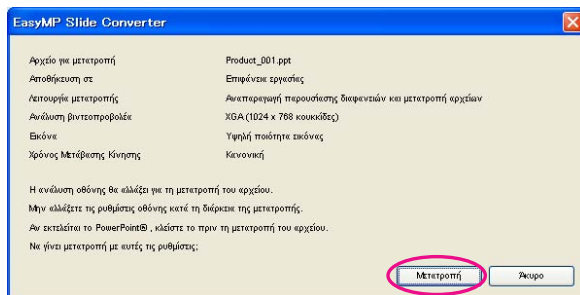 EasyMP Slide Converter
Αρχείο για μετατροπή Product_001.ppt
Αποθήκευση σε Επιφάνεια εργασίας
Λειτουργία μετατροπής Αναπαραγωγή παρουσίασης διαφανειών και μετατροπή αρχείων
Ανάλυση βιντεοπροβολέα XGA (1024 x 768 κουκκίδες)
Εικόνα Υψηλή ποιότητα εικόνας
Χρόνος Μετάβασης Κίνησης Κανονική
Η ανάλυση οθόνης θα αλλάξει για τη μετατροπή του αρχείου.
Μην αλλάξετε τις ρυθμίσεις οθόνης κατά τη διάρκεια της μετατροπής.
Αν εκτελείται το PowerPoint® , κλείστε το πριν τη μετατροπή του αρχείου.
Να γίνει μετατροπή με αυτές τις ρυθμίσεις;
Μετατροπή Άκυρο